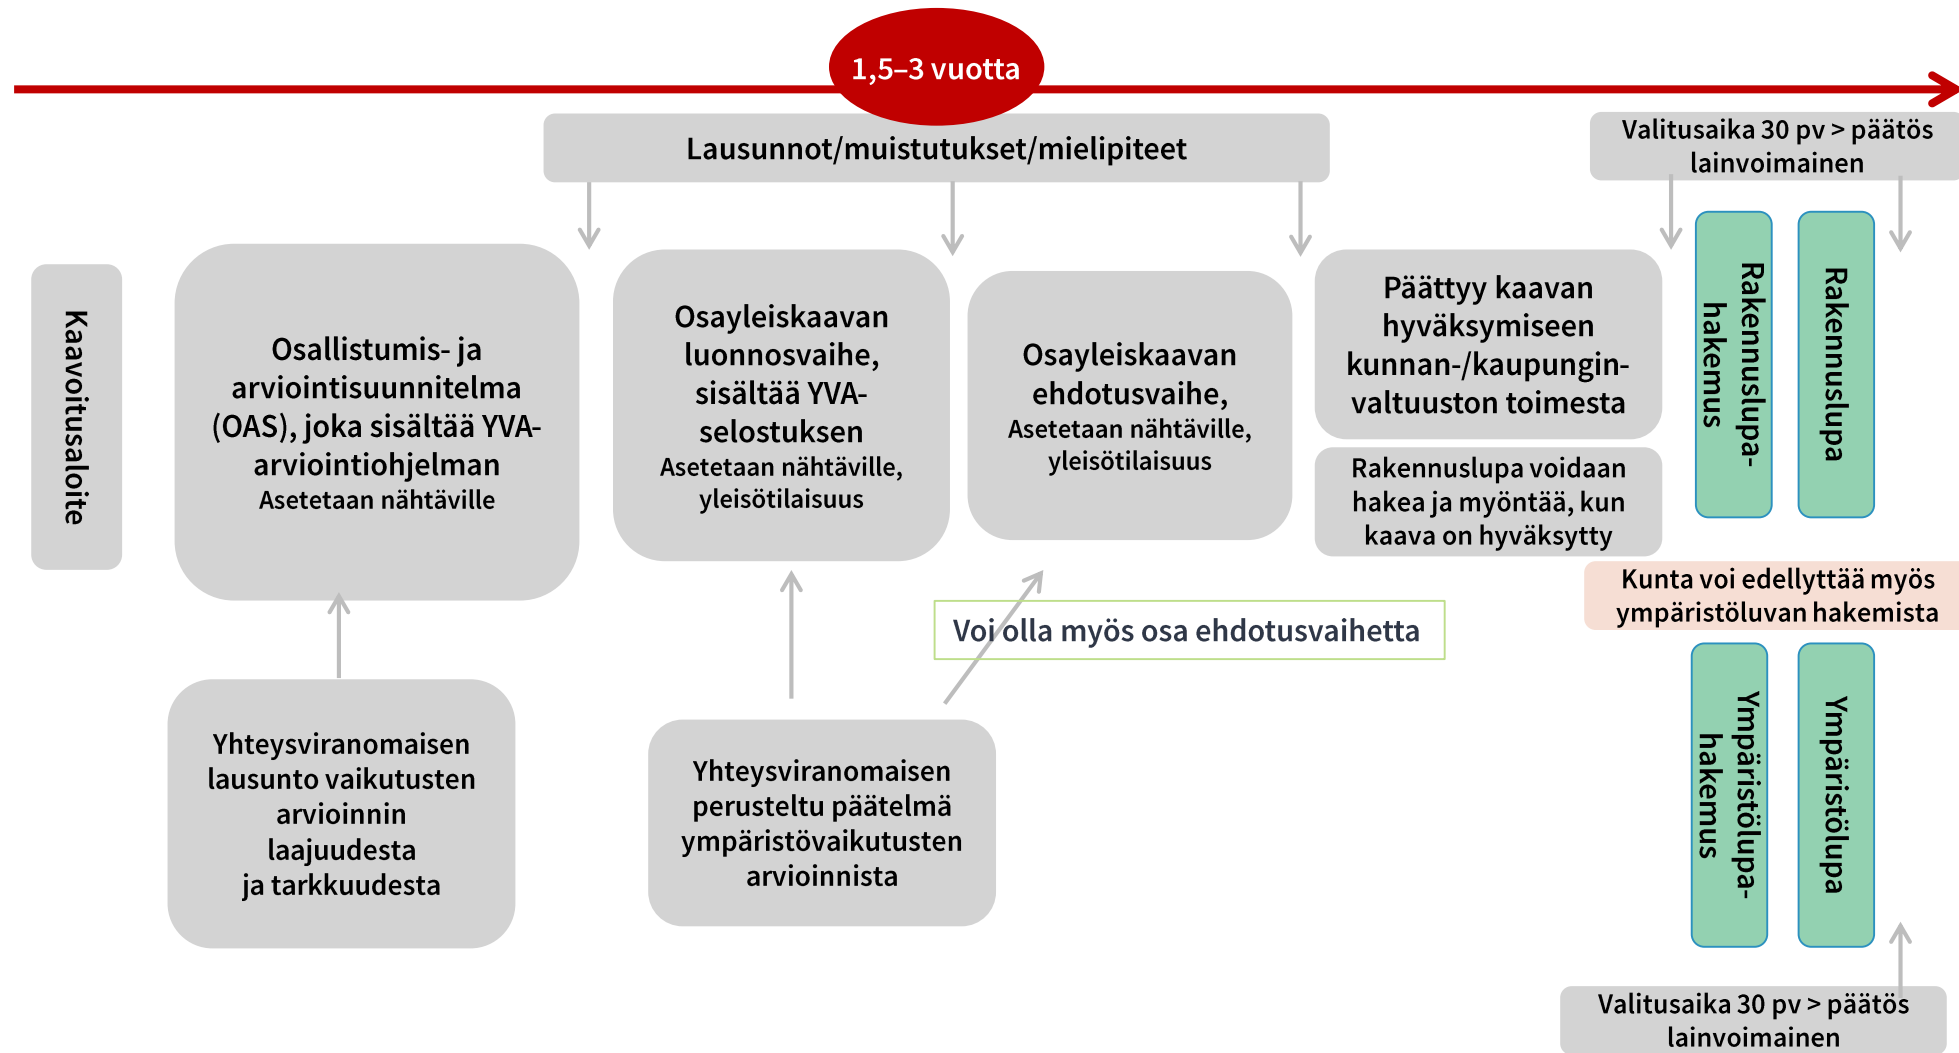 1,5–3 vuotta
Lausunnot/muistutukset/mielipiteet
Valitusaika 30 pv > päätös
lainvoimainen
Kaavoitusaloite
Osallistumis- ja
arviointisuunnitelma
(OAS), joka sisältää YVA-
arviointiohjelman
Asetetaan nähtäville
Osayleiskaavan
luonnosvaihe,
sisältää YVA-
selostuksen
Asetetaan nähtäville,
yleisötilaisuus
Osayleiskaavan
ehdotusvaihe,
Asetetaan nähtäville,
yleisötilaisuus
Päättyy kaavan
hyväksymiseen
kunnan-/kaupungin-
valtuuston toimesta
Rakennuslupa voidaan
hakea ja myöntää, kun
kaava on hyväksytty
Rakennuslupa-
hakemus
Rakennuslupa
Kunta voi edellyttää myös
ympäristöluvan hakemista
Voi olla myös osa ehdotusvaihetta
Yhteysviranomaisen
lausunto vaikutusten
arvioinnin
laajuudesta
ja tarkkuudesta
Yhteysviranomaisen
perusteltu päätelmä
ympäristövaikutusten
arvioinnista
Ympäristölupa-
hakemus
Ympäristölupa
Valitusaika 30 pv > päätös
lainvoimainen